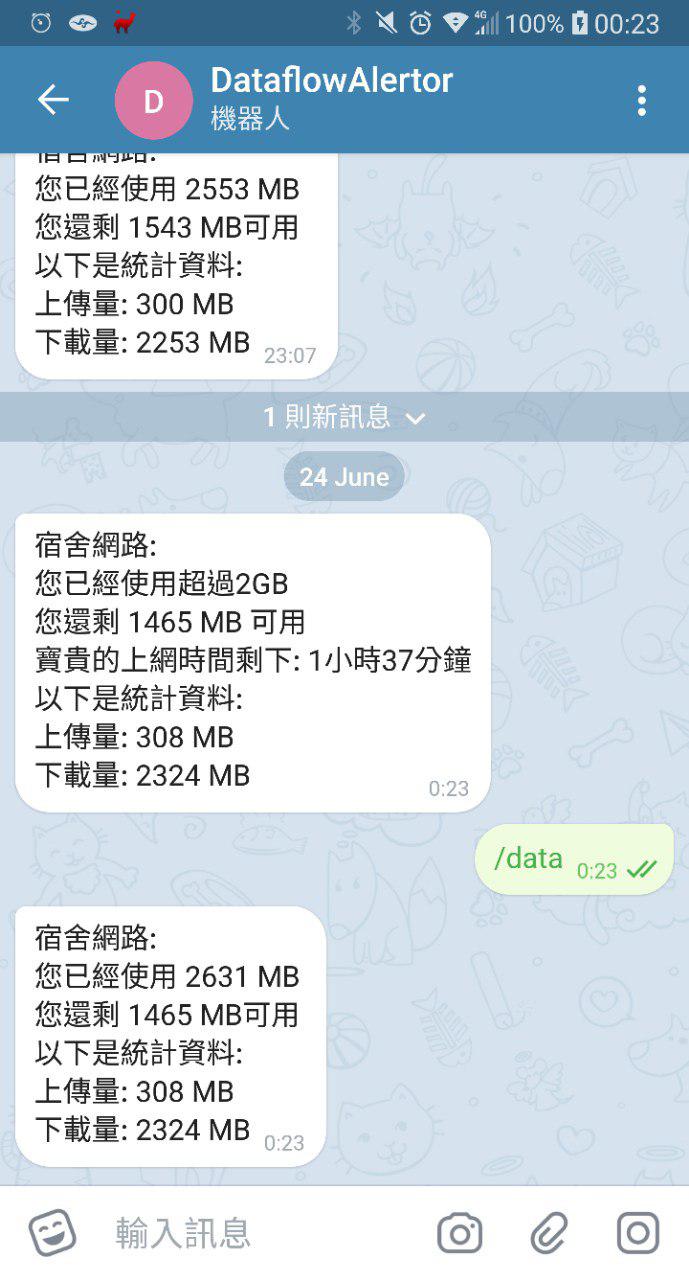 4G 100% 00:23
D
DataflowAlertor
機器人
宿舍網路:
您已經使用 2553 MB
您還剩 1543 MB可用
以下是統計資料:
上傳量: 300 MB
下載量: 2253 MB 23:07
1 則新訊息
24 June
宿舍網路:
您已經使用超過2GB
您還剩 1465 MB 可用
寶貴的上網時間剩下: 1小時37分鐘
以下是統計資料:
上傳量: 308 MB
下載量: 2324 MB 0:23
/data 0:23
宿舍網路:
您已經使用 2631 MB
您還剩 1465 MB可用
以下是統計資料:
上傳量: 308 MB
下載量: 2324 MB 0:23
輸入訊息